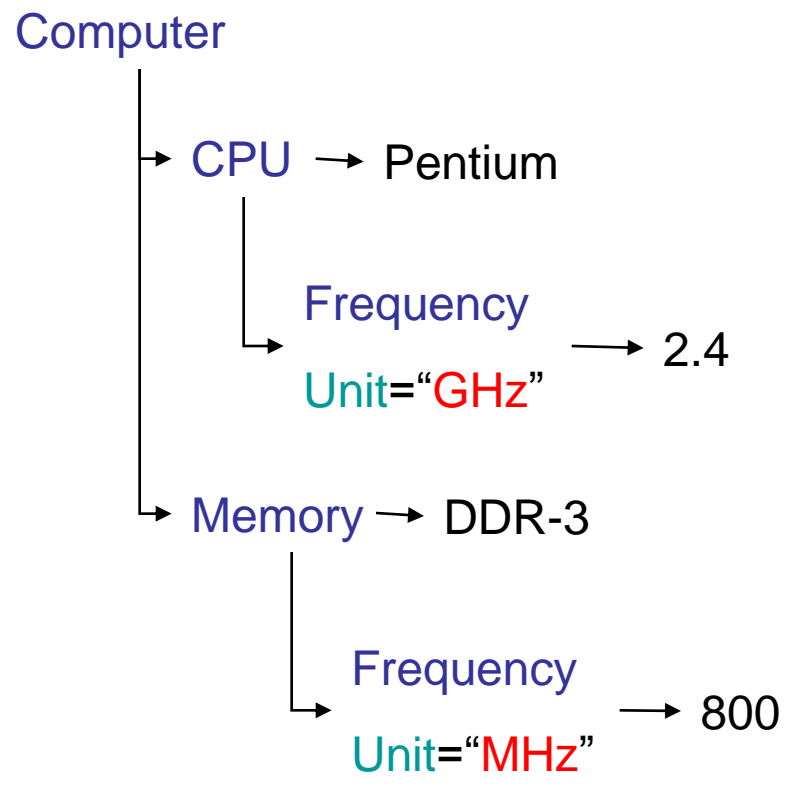 Computer
CPU Pentium
Frequency
2.4
Unit=“GHz”
Memory DDR-3
Frequency
800
Unit=“MHz”